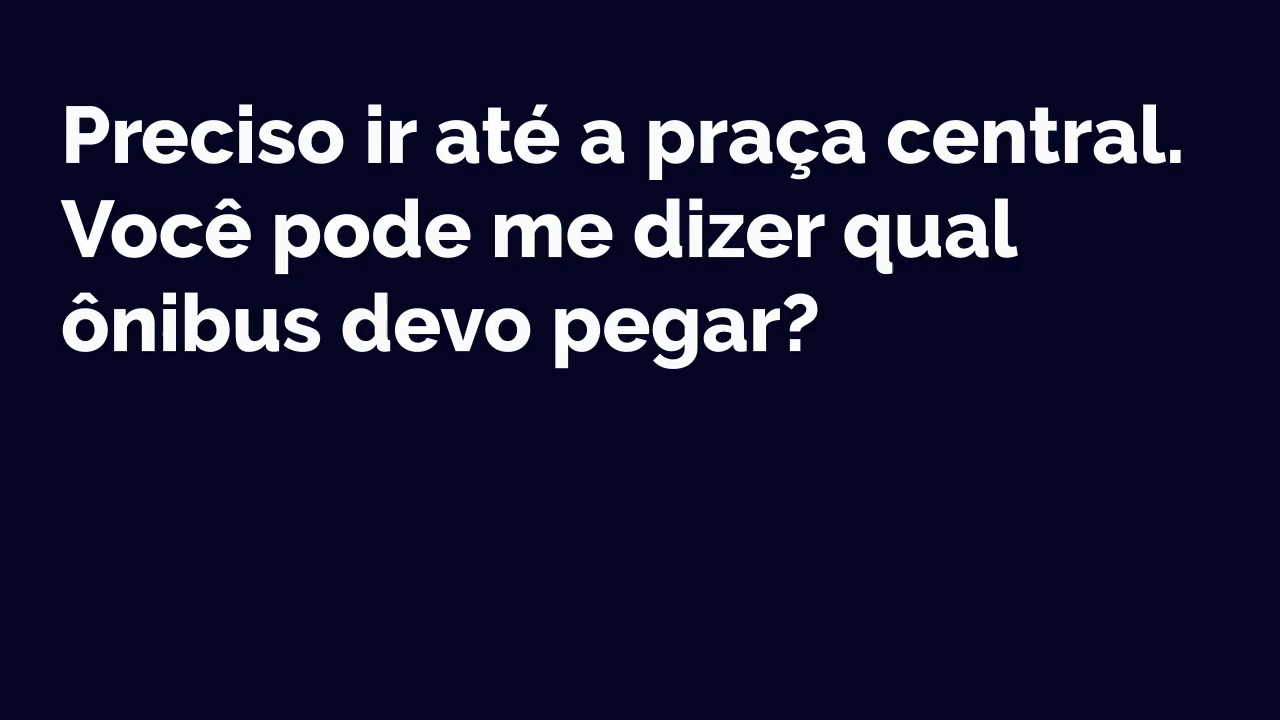 Preciso ir até a praça central.
Você pode me dizer qual
ônibus devo pegar?